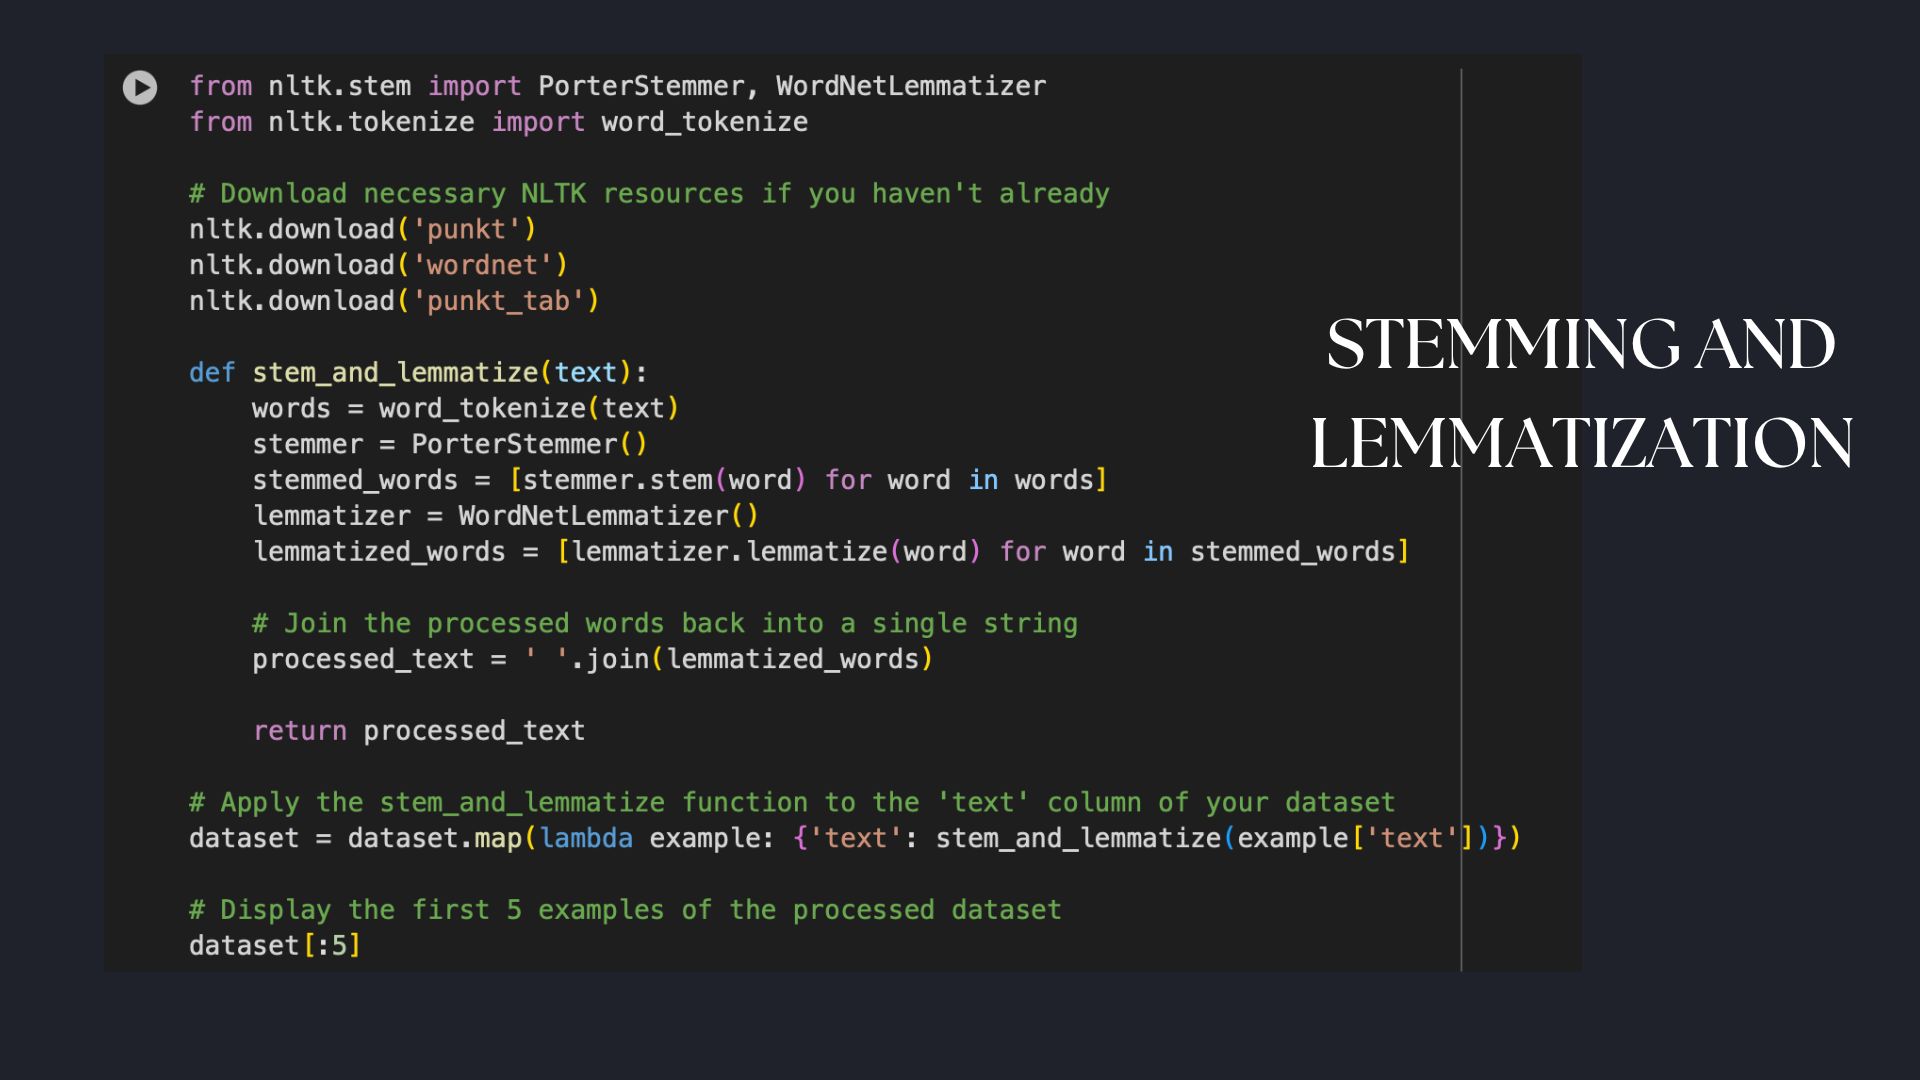 from nltk.stem import PorterStemmer, WordNetLemmatizer
from nltk.tokenize import word_tokenize
# Download necessary NLTK resources if you haven't already
nltk.download('punkt')
nltk.download('wordnet')
nltk.download('punkt_tab')
def stem_and_lemmatize(text):
    words = word_tokenize(text)
    stemmer = PorterStemmer()
    stemmed_words = [stemmer.stem(word) for word in words]
    lemmatizer = WordNetLemmatizer()
    lemmatized_words = [lemmatizer.lemmatize(word) for word in stemmed_words]
    # Join the processed words back into a single string
    processed_text = ' '.join(lemmatized_words)
    return processed_text
# Apply the stem_and_lemmatize function to the 'text' column of your dataset
dataset = dataset.map(lambda example: {'text': stem_and_lemmatize(example['text'])})
# Display the first 5 examples of the processed dataset
dataset[:5]
STEMMING AND
LEMMATIZATION